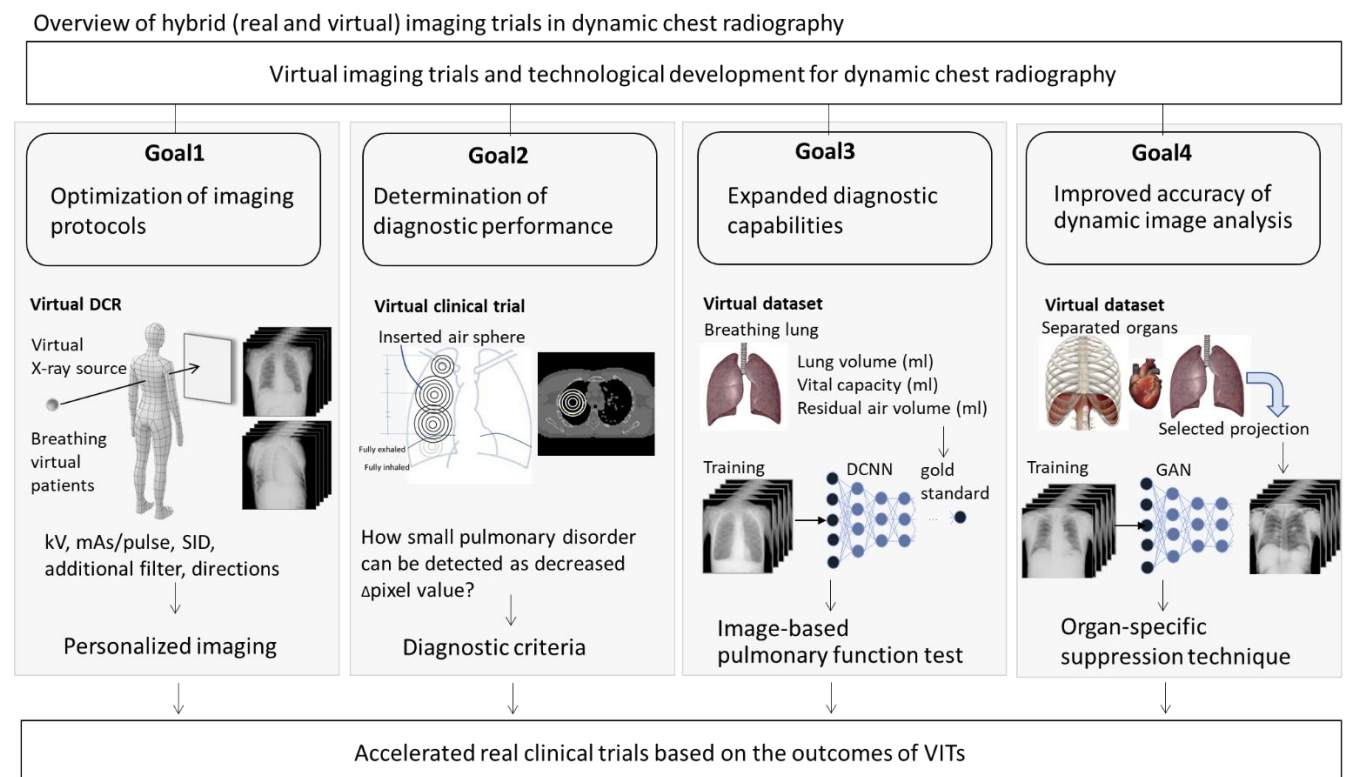 Overview of hybrid (real and virtual) imaging trials in dynamic chest radiography
Virtual imaging trials and technological development for dynamic chest radiography
Goal1
Optimization of imaging
protocols
Virtual DCR
Virtual
X-ray source
Breathing
virtual
patients
kV, mAs/pulse, SID,
additional filter, directions
Personalized imaging
Goal2
Determination of
diagnostic performance
Virtual clinical trial
Inserted air sphere
Fully exhaled
Fully inhaled
How small pulmonary disorder
can be detected as decreased
Δpixel value?
Diagnostic criteria
Goal3
Expanded diagnostic
capabilities
Virtual dataset
Breathing lung
Lung volume (ml)
Vital capacity (ml)
Residual air volume (ml)
Training
DCNN
gold
standard
...
Image-based
pulmonary function test
Goal4
Improved accuracy of
dynamic image analysis
Virtual dataset
Separated organs
Selected projection
Training
GAN
Organ-specific
suppression technique
Accelerated real clinical trials based on the outcomes of VITs